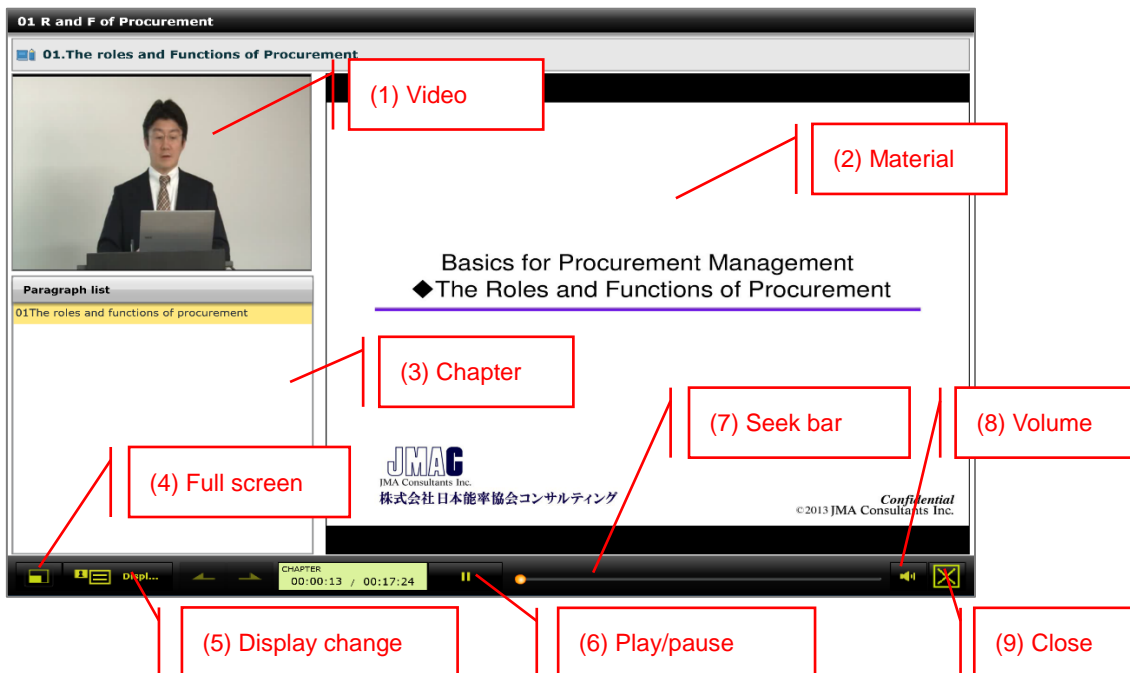 01 R and F of Procurement
01.The roles and Functions of Procurement
(1) Video
(2) Material
Basics for Procurement Management
◆The Roles and Functions of Procurement
Paragraph list
01The roles and functions of procurement
(3) Chapter
(7) Seek bar
(8) Volume
(4) Full screen
JMAC
JMA Consultants Inc.
株式会社日本能率協会コンサルティング
Confidential
©2013 JMA Consultants Inc.
1
Displ...
CHAPTER
00:00:13 / 00:17:24
(5) Display change
(6) Play/pause
(9) Close